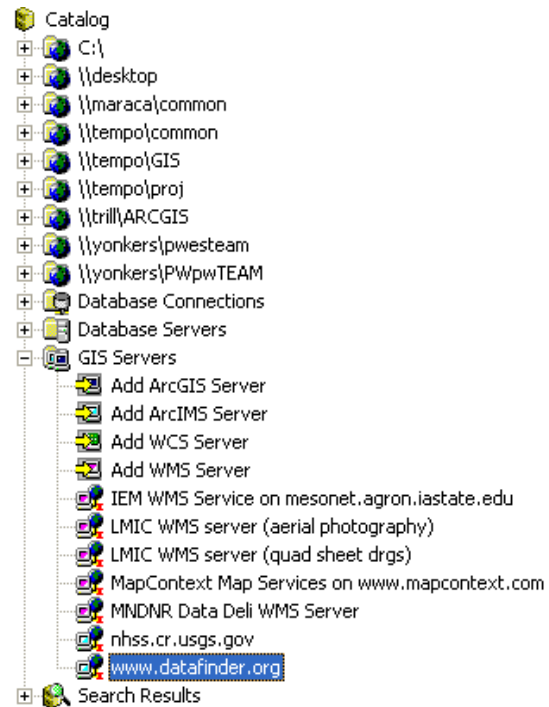 Catalog
C:\
\\desktop
\\maraca\common
\\tempo\common
\\tempo\GIS
\\tempo\proj
\\trill\ARCGIS
\\yonkers\pwesteam
\\yonkers\PWpwTEAM
Database Connections
Database Servers
GIS Servers
Add ArcGIS Server
Add ArcIMS Server
Add WCS Server
Add WMS Server
IEM WMS Service on mesonet.agron.iastate.edu
LMIC WMS server (aerial photography)
LMIC WMS server (quad sheet drgs)
MapContext Map Services on www.mapcontext.com
MNDNR Data Deli WMS Server
nhss.cr.usgs.gov
www.datafinder.org
Search Results